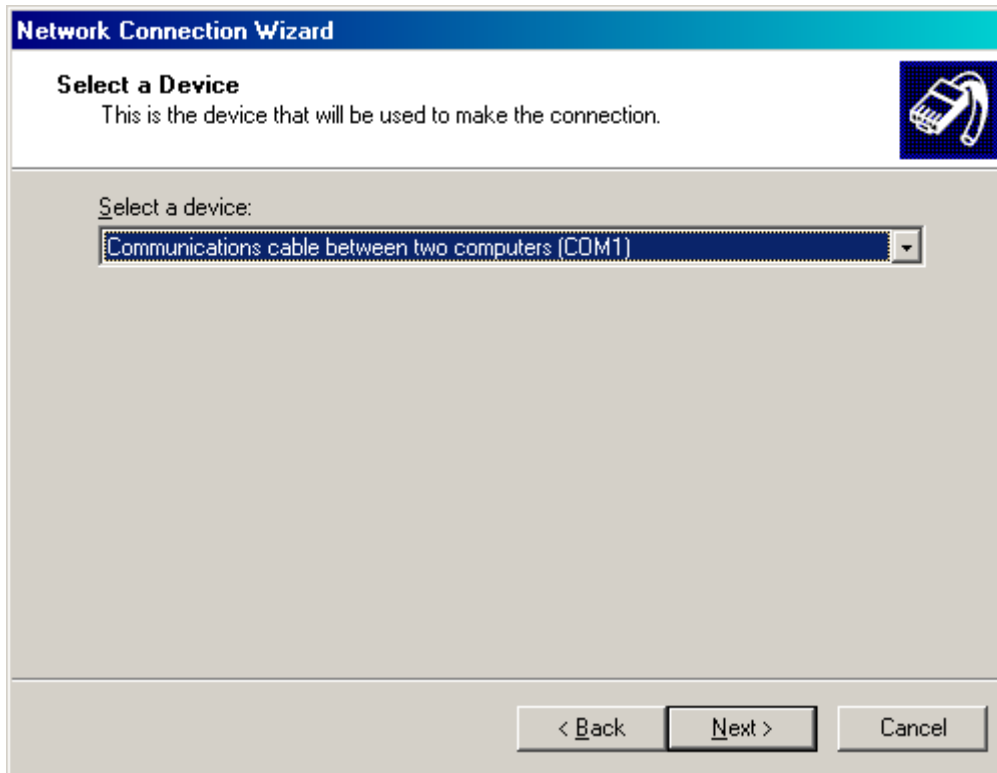 Network Connection Wizard
Select a Device
This is the device that will be used to make the connection.
Select a device:
Communications cable between two computers (COM1)
< Back
Next >
Cancel